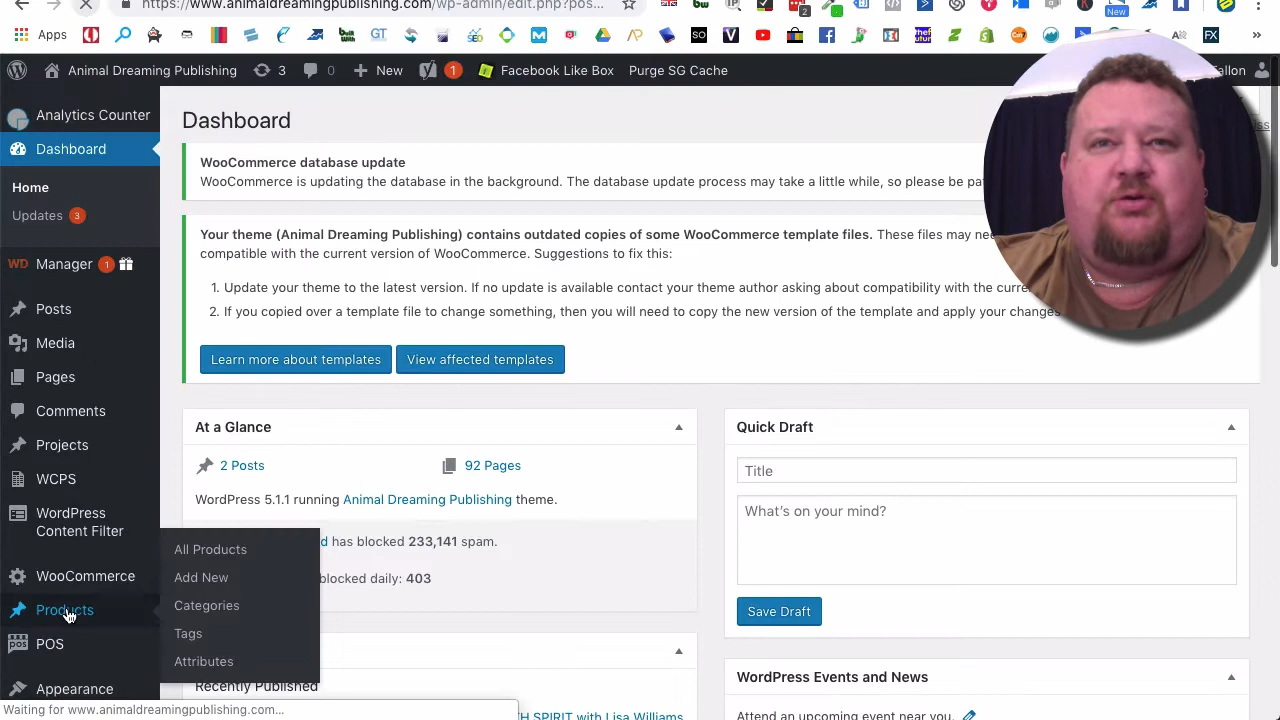 https://www.animaldreamingpublishing.com/wp-admin/edit.php?pos...
New
Apps
Animal Dreaming Publishing
3
0
New
1
Facebook Like Box
Purge SG Cache
Fallon
Analytics Counter
Dashboard
Home
Updates 3
Manager 1
Posts
Media
Pages
Comments
Projects
WCPS
WordPress
Content Filter
WooCommerce
Products
POS
Appearance
All Products
Add New
Categories
Tags
Attributes
Dashboard
WooCommerce database update
WooCommerce is updating the database in the background. The database update process may take a little while, so please be
Your theme (Animal Dreaming Publishing) contains outdated copies of some WooCommerce template files. These files may
compatible with the current version of WooCommerce. Suggestions to fix this:
1. Update your theme to the latest version. If no update is available contact your theme author asking about compatibility with the
2. If you copied over a template file to change something, then you will need to copy the new version of the template and apply your changes
Learn more about templates
View affected templates
At a Glance
2 Posts
92 Pages
WordPress 5.1.1 running Animal Dreaming Publishing theme.
has blocked 233,141 spam.
blocked daily: 403
Recently Published
SPIRIT with Lisa Williams
Quick Draft
Title
What's on your mind?
Save Draft
WordPress Events and News
Attend an upcoming event near you.
Waiting for www.animaldreamingpublishing.com...